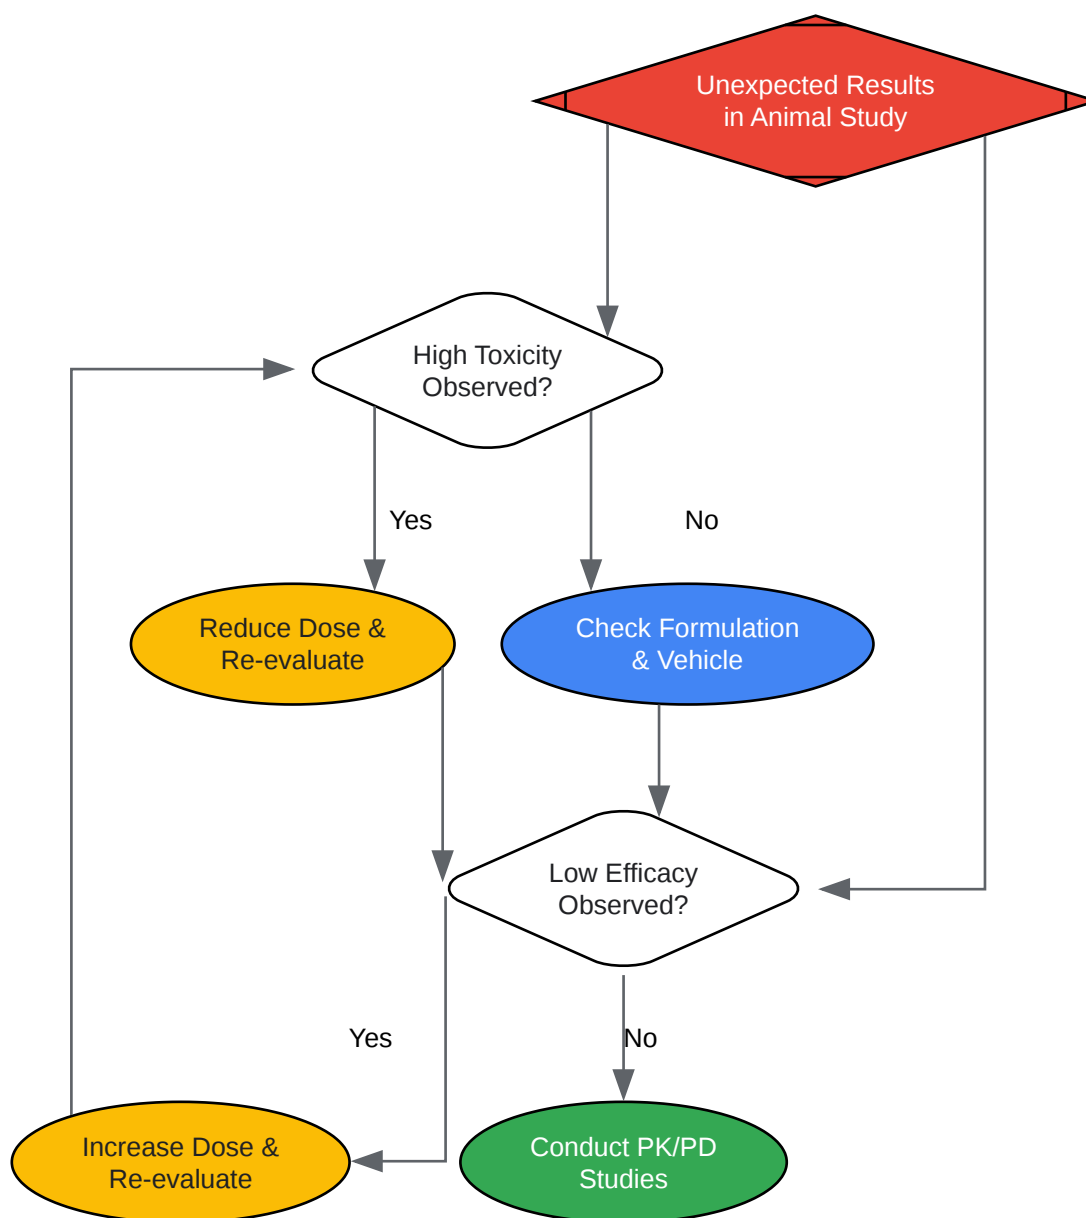 Unexpected Results
in Animal Study
High Toxicity
Observed?
Yes
No
Reduce Dose &
Re-evaluate
Check Formulation
& Vehicle
Low Efficacy
Observed?
Yes
No
Increase Dose &
Re-evaluate
Conduct PK/PD
Studies